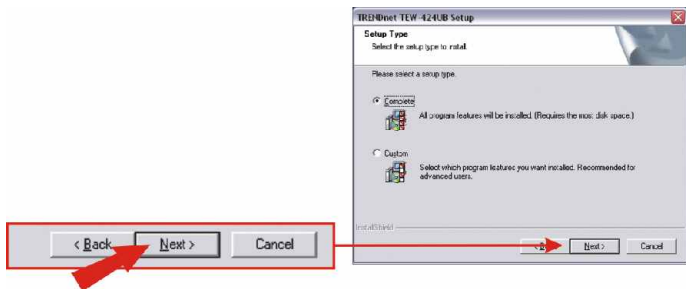 TRENDnet TEW-424UB Setup
Setup Type
Select the setup type to install.
Please select a setup type.
Complete
All program features will be installed. (Requires the most disk space.)
Custom
Select which program features you want installed. Recommended for
advanced users.
InstallShield
< Back Next > Cancel
Next > Cancel